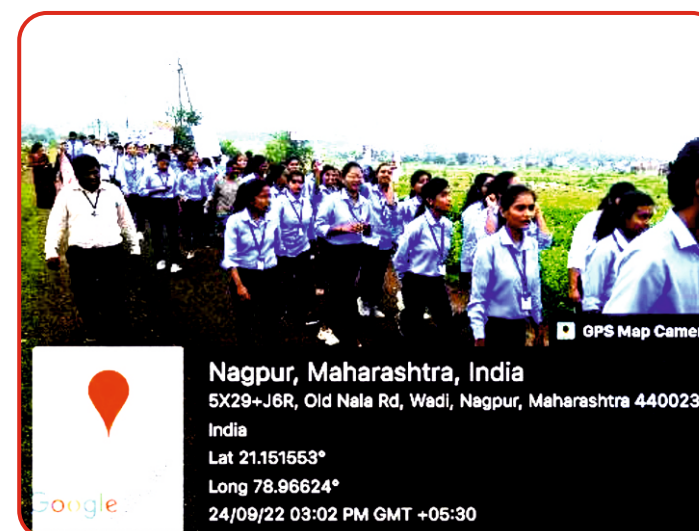 GPS Map Camer
Nagpur, Maharashtra, India
5X29+J6R, Old Nala Rd, Wadi, Nagpur, Maharashtra 440023
India
Lat 21.151553°
Long 78.96624°
24/09/22 03:02 PM GMT +05:30
Google